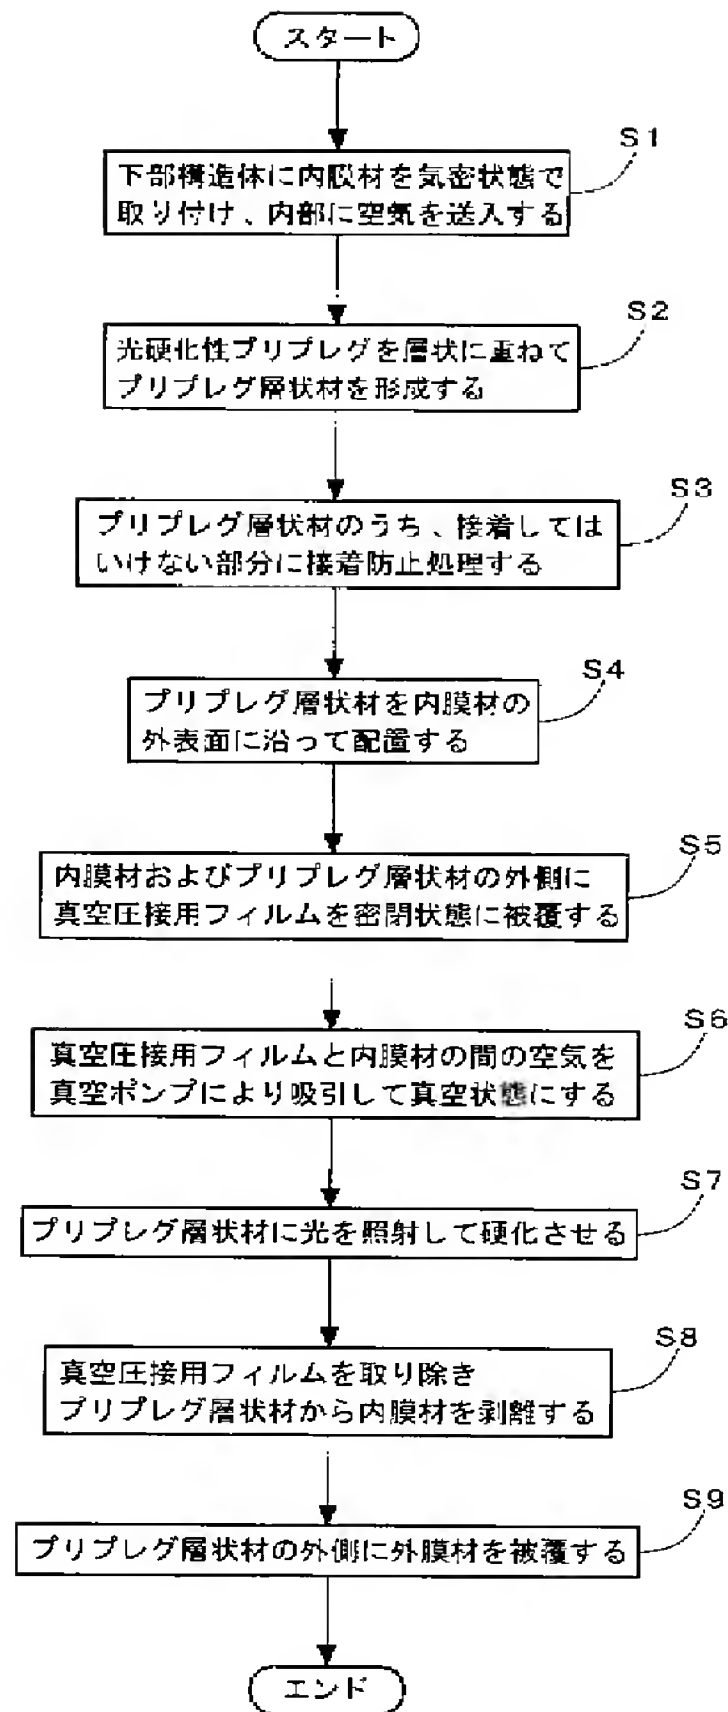 スタート
S1
下部構造体に内膜材を気密状態で
取り付け、内部に空気を送入する
S2
光硬化性プリプレグを層状に重ねて
プリプレグ層状材を形成する
S3
プリプレグ層状材のうち、接着しては
いけない部分に接着防止処理する
S4
プリプレグ層状材を内膜材の
外表面に沿って配置する
S5
内膜材およびプリプレグ層状材の外側に
真空圧接用フィルムを密閉状態に被覆する
S6
真空圧接用フィルムと内膜材の間の空気を
真空ポンプにより吸引して真空状態にする
S7
プリプレグ層状材に光を照射して硬化させる
S8
真空圧接用フィルムを取り除き
プリプレグ層状材から内膜材を剥離する
S9
プリプレグ層状材の外側に外膜材を被覆する
エンド